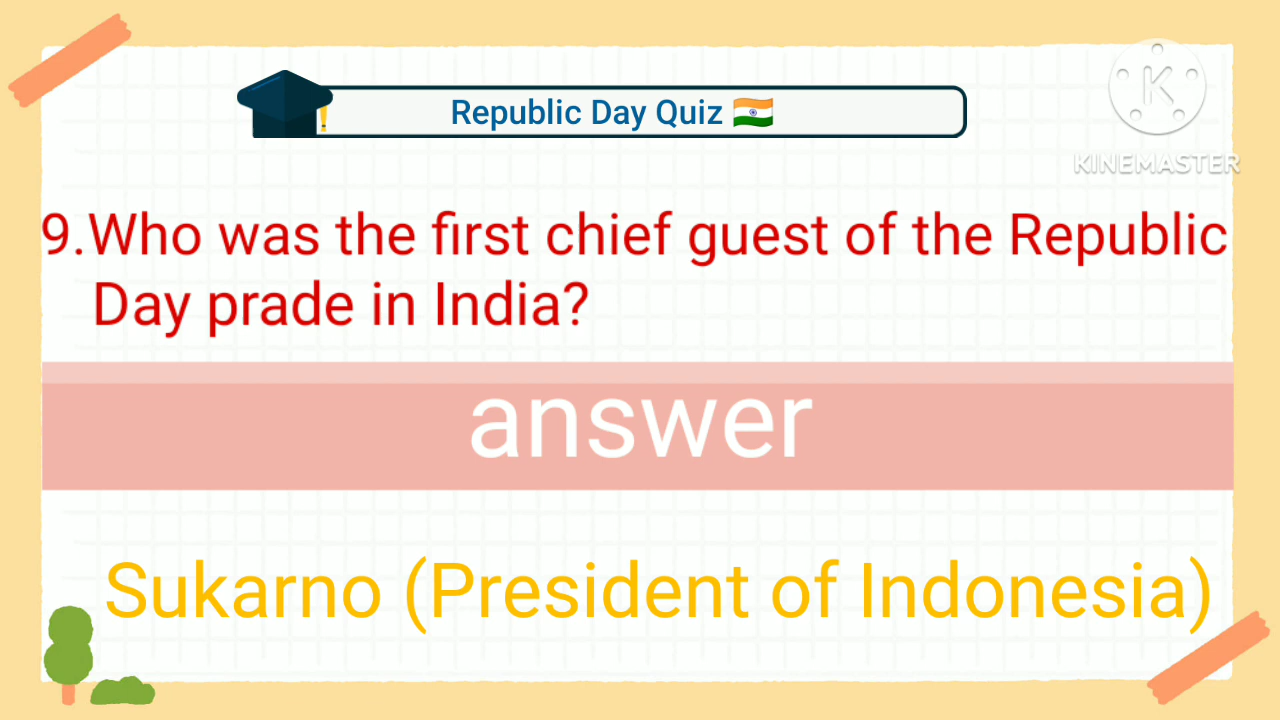 Republic Day Quiz 🇮🇳
K
KINEMASTER
9.Who was the first chief guest of the Republic
Day prade in India?
answer
Sukarno (President of Indonesia)